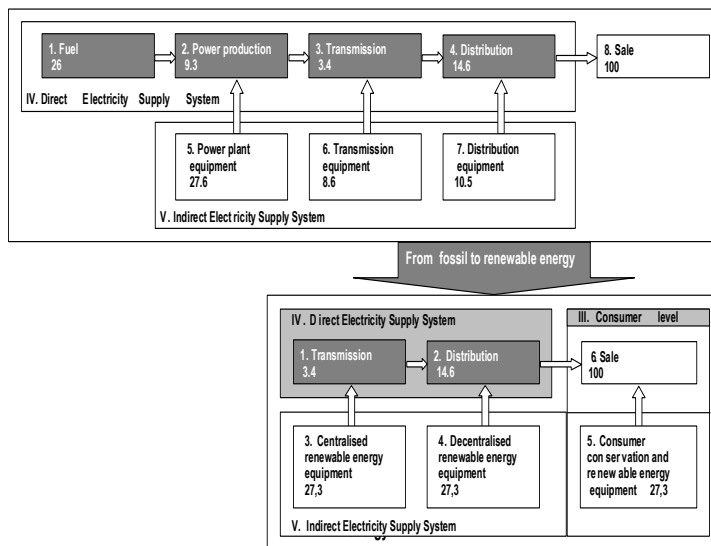 1. Fuel
26
2. Power production
9.3
3. Transmission
3.4
4. Distribution
14.6
8. Sale
100
IV. Direct Electricity Supply System
5. Power plant
equipment
27.6
6. Transmission
equipment
8.6
7. Distribution
equipment
10.5
V. Indirect Electricity Supply System
From fossil to renewable energy
IV. Direct Electricity Supply System
III. Consumer level
1. Transmission
3.4
2. Distribution
14.6
6 Sale
100
3. Centralised
renewable energy
equipment
27,3
4. Decentralised
renewable energy
equipment
27,3
5. Consumer
conservation and
renewable energy
equipment 27,3
V. Indirect Electricity Supply System